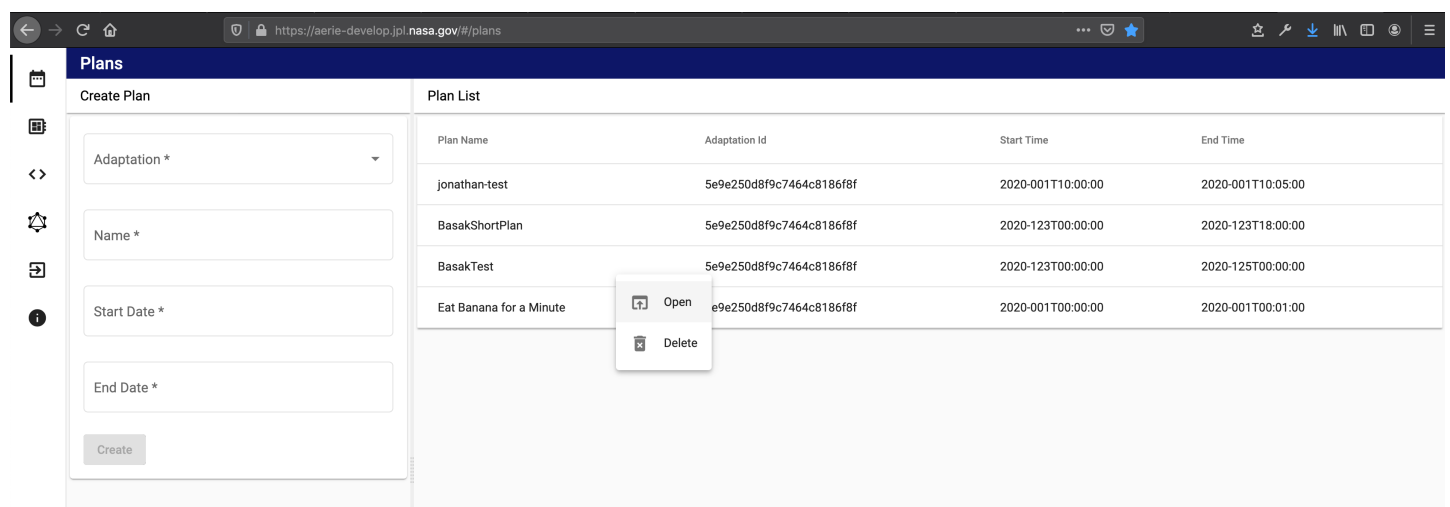 https://aerie-develop.jpl.nasa.gov/#/plans
Plans
Create Plan
Adaptation *
Name *
Start Date *
End Date *
Create
Plan List
Plan Name Adaptation Id Start Time End Time
jonathan-test 5e9e250d8f9c7464c8186f8f 2020-001T10:00:00 2020-001T10:05:00
BasakShortPlan 5e9e250d8f9c7464c8186f8f 2020-123T00:00:00 2020-123T18:00:00
BasakTest 5e9e250d8f9c7464c8186f8f 2020-123T00:00:00 2020-125T00:00:00
Eat Banana for a Minute e9e250d8f9c7464c8186f8f 2020-001T00:00:00 2020-001T00:01:00
Open
Delete